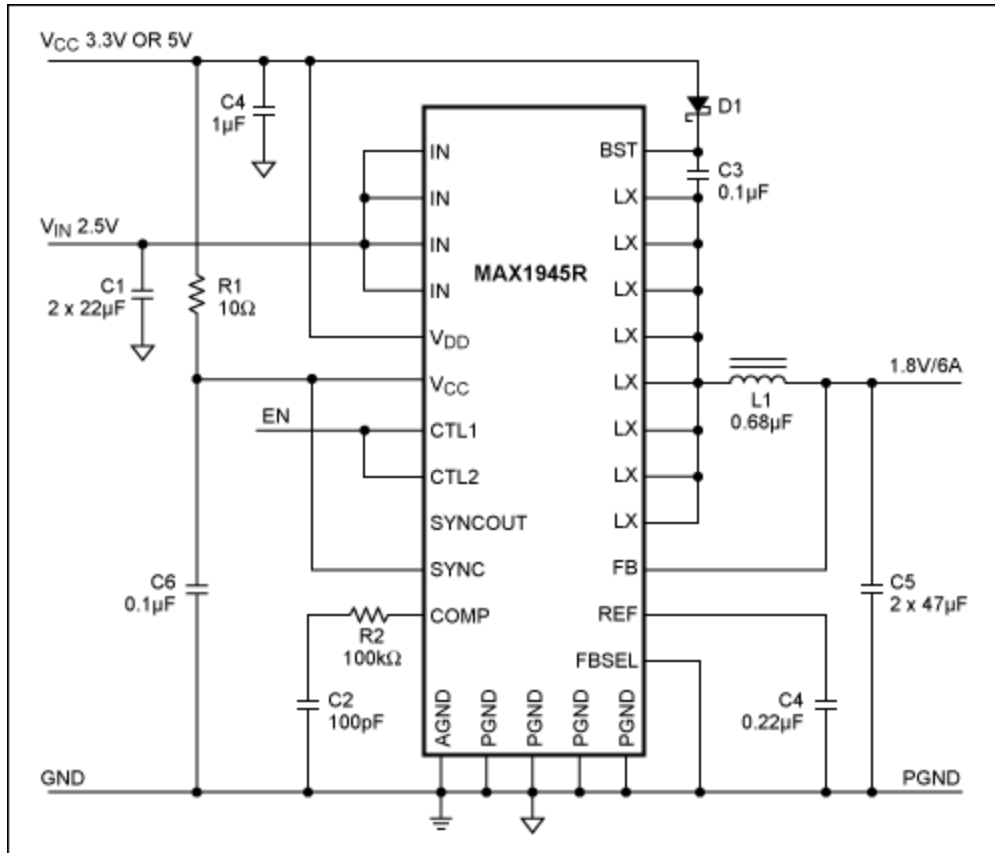 VCC 3.3V OR 5V
C4
1µF
D1
IN
BST
C3
0.1µF
IN
LX
VIN 2.5V
IN
LX
MAX1945R
C1
2 x 22µF
R1
10Ω
IN
LX
VDD
LX
1.8V/6A
VCC
LX
L1
0.68µF
EN
CTL1
LX
CTL2
LX
SYNCOUT
LX
C6
0.1µF
SYNC
FB
C5
2 x 47µF
COMP
REF
R2
100kΩ
FBSEL
C2
100pF
C4
0.22µF
AGND
PGND
PGND
PGND
PGND
GND
PGND